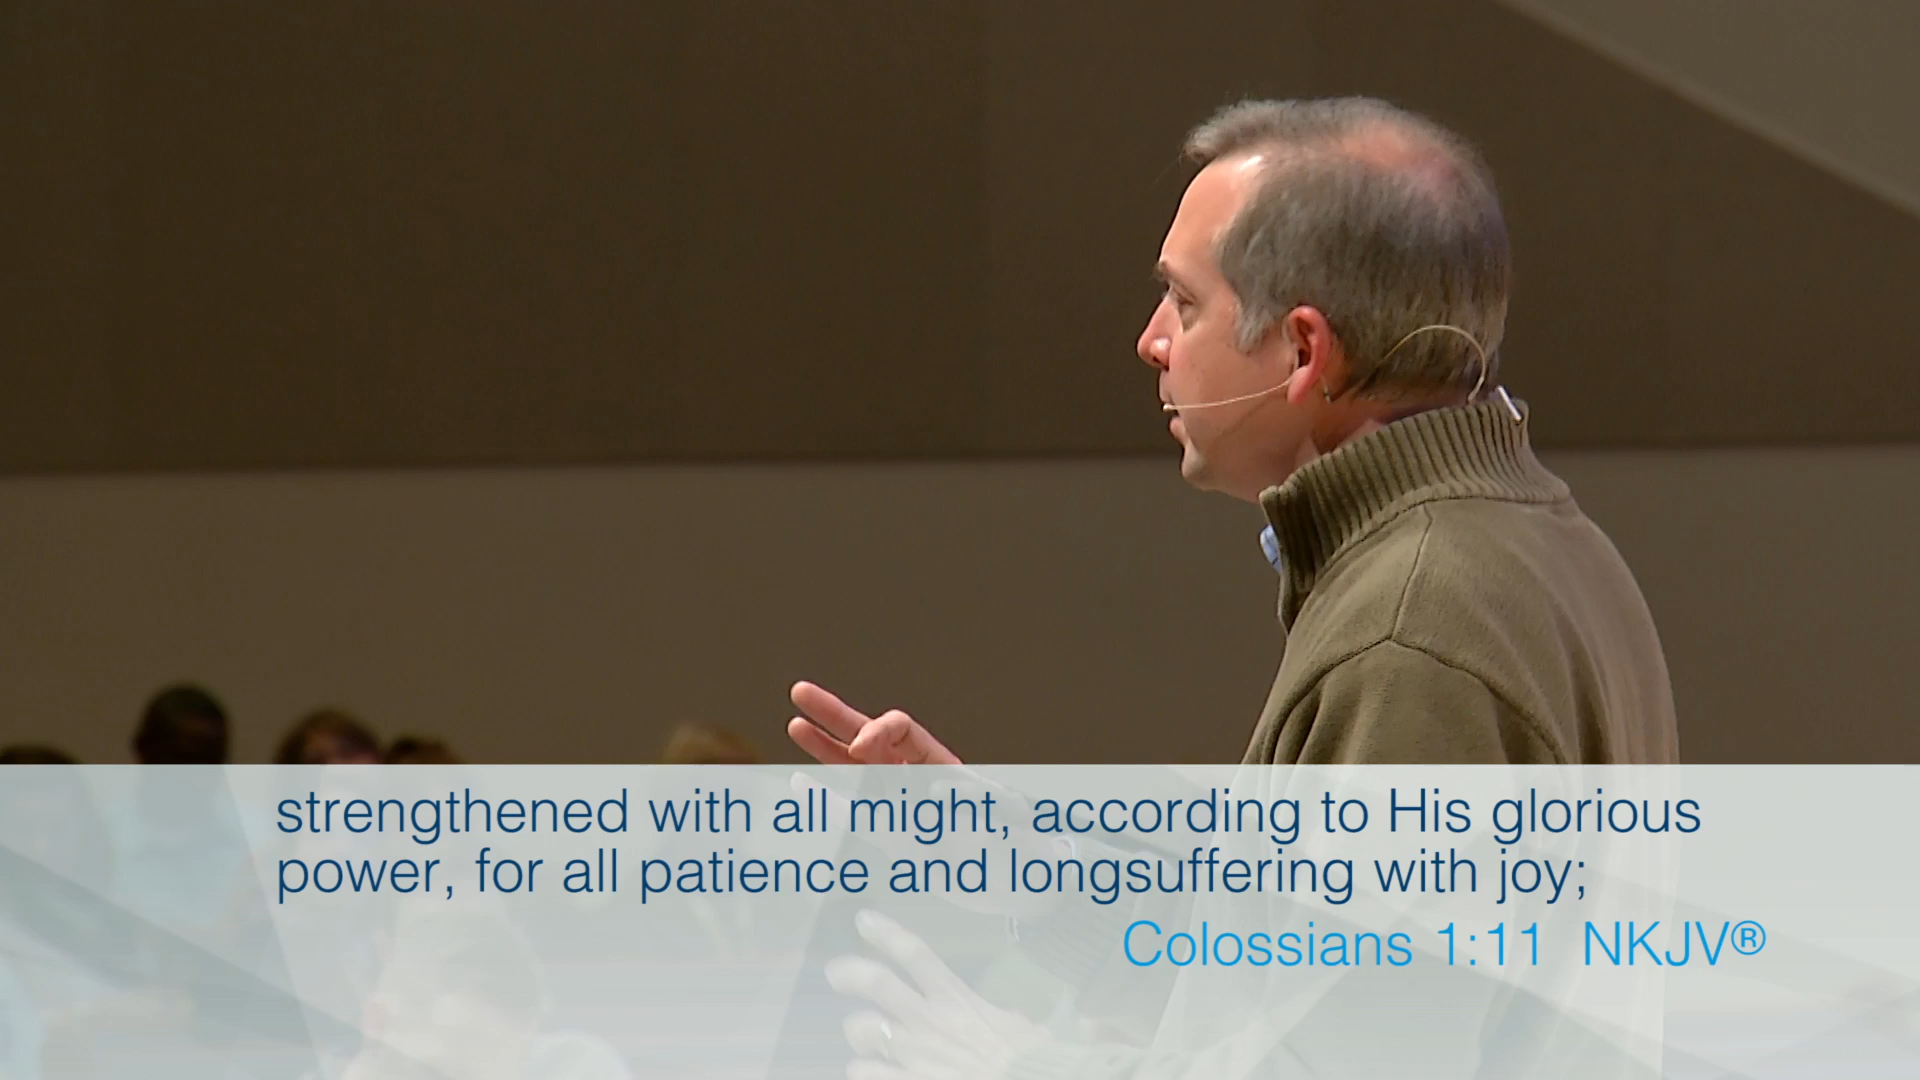 strengthened with all might, according to His glorious
power, for all patience and longsuffering with joy;
Colossians 1:11 NKJV®